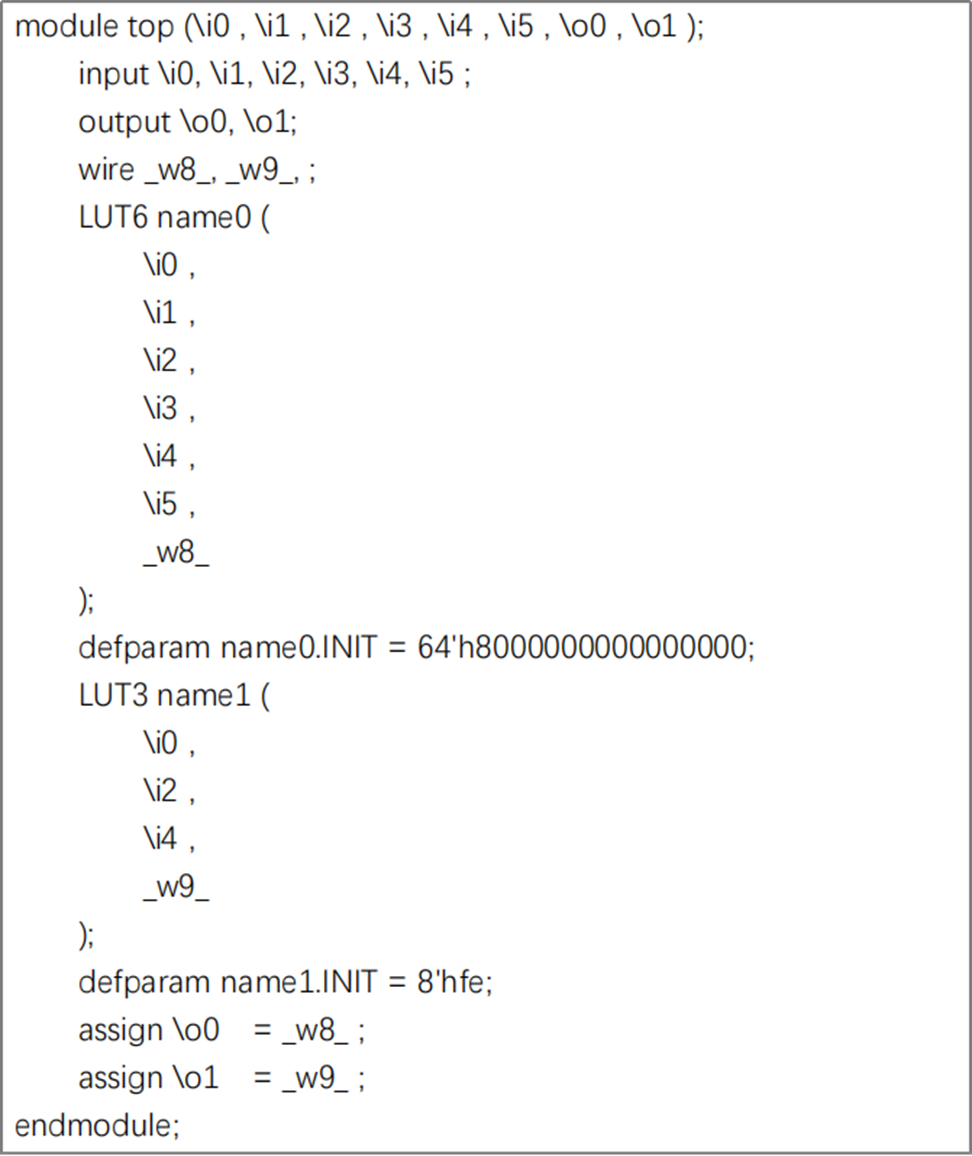 module top (\i0 , \i1 , \i2 , \i3 , \i4 , \i5 , \o0 , \o1 );
input \i0, \i1, \i2, \i3, \i4, \i5 ;
output \o0, \o1;
wire _w8_, _w9_, ;
LUT6 name0 (
\i0 ,
\i1 ,
\i2 ,
\i3 ,
\i4 ,
\i5 ,
_w8_
);
defparam name0.INIT = 64'h8000000000000000;
LUT3 name1 (
\i0 ,
\i2 ,
\i4 ,
_w9_
);
defparam name1.INIT = 8'hfe;
assign \o0 = _w8_ ;
assign \o1 = _w9_ ;
endmodule;